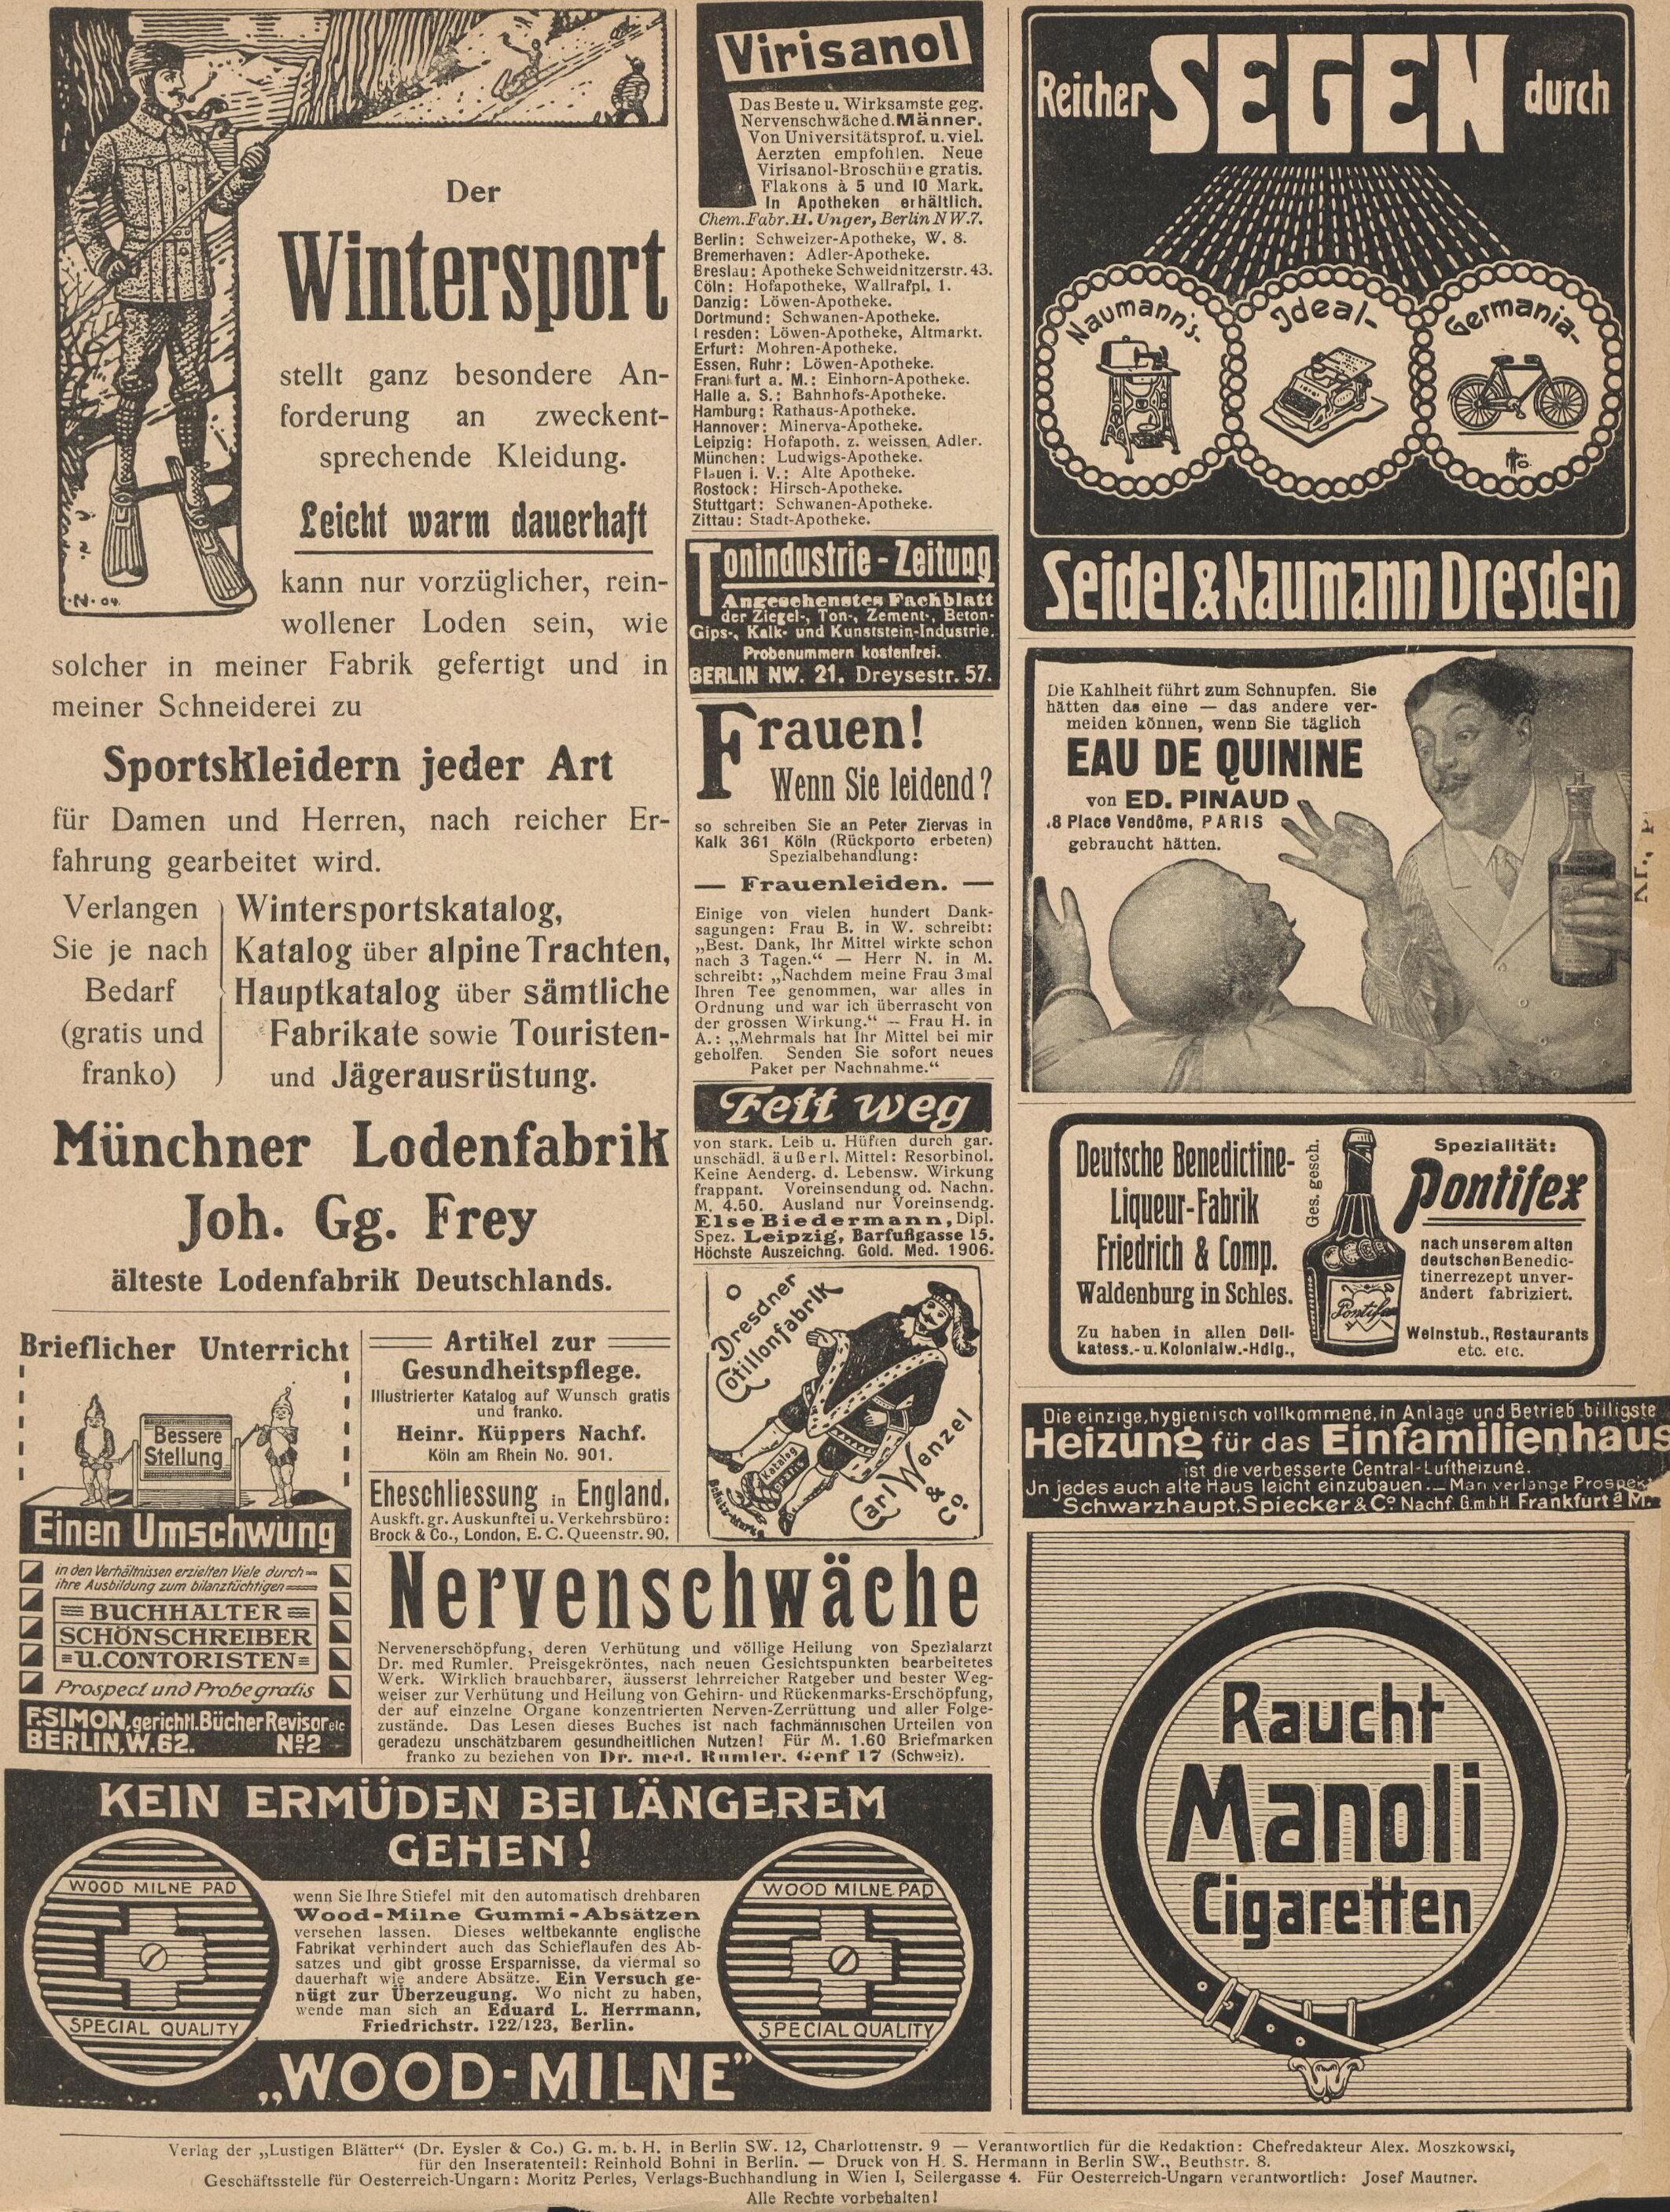 Der
Wintersport
stellt ganz besondere An-
forderung an zweckent-
sprechende Kleidung.
Leicht warm dauerhaft
kann nur vorzüglicher, rein-
wollener Loden sein, wie
solcher in meiner Fabrik gefertigt und in
meiner Schneiderei zu
Sportskleidern jeder Art
für Damen und Herren, nach reicher Er-
fahrung gearbeitet wird.
Verlangen
Sie je nach
Bedarf
(gratis und
franko)
Wintersportskatalog,
Katalog über alpine Trachten,
Hauptkatalog über sämtliche
Fabrikate sowie Touristen-
und Jägerausrüstung.
Münchner Lodenfabrik
Joh. Gg. Frey
älteste Lodenfabrik Deutschlands.
Brieflicher Unterricht
Bessere
Stellung
Einen Umschwung
in den Verhältnissen erzielten Viele durch
ihre Ausbildung zum bilanztüchtigen
BUCHHALTER
SCHÖNSCHREIBER
U. CONTORISTEN
Prospect und Probe gratis
F. SIMON, gerichtl. Bücher Revisor etc
BERLIN, W. 62. No 2
Artikel zur
Gesundheitspflege.
Illustrierter Katalog auf Wunsch gratis
und franko.
Heinr. Küppers Nachf.
Köln am Rhein No. 901.
Eheschliessung in England.
Auskft. gr. Auskunftei u. Verkehrsbüro:
Brock & Co., London, E. C. Queenstr. 90.
Virisanol
Das Beste u. Wirksamste geg.
Nervenschwäche d. Männer.
Von Universitätsprof. u. viel.
Aerzten empfohlen. Neue
Virisanol-Broschüre gratis.
Flakons à 5 und 10 Mark.
In Apotheken erhältlich.
Chem. Fabr. H. Unger, Berlin NW. 7.
Berlin: Schweizer-Apotheke, W. 8.
Bremerhaven: Adler-Apotheke.
Breslau: Apotheke Schweidnitzerstr. 43.
Cöln: Hofapotheke, Wallrafpl. 1.
Danzig: Löwen-Apotheke.
Dortmund: Schwanen-Apotheke.
Dresden: Löwen-Apotheke, Altmarkt.
Erfurt: Mohren-Apotheke.
Essen, Ruhr: Löwen-Apotheke.
Frankfurt a. M.: Einhorn-Apotheke.
Halle a. S.: Bahnhofs-Apotheke.
Hamburg: Rathaus-Apotheke.
Hannover: Minerva-Apotheke.
Leipzig: Hofapoth. z. weissen Adler.
München: Ludwigs-Apotheke.
Plauen i. V.: Alte Apotheke.
Rostock: Hirsch-Apotheke.
Stuttgart: Schwanen-Apotheke.
Zittau: Stadt-Apotheke.
Tonindustrie-Zeitung
Angesehenstes Fachblatt
der Ziegel-, Ton-, Zement-, Beton-
Gips-, Kalk- und Kunststein-Industrie.
Probenummern kostenfrei.
BERLIN NW. 21, Dreysestr. 57.
Frauen!
Wenn Sie leidend?
so schreiben Sie an Peter Ziervas in
Kalk 361 Köln (Rückporto erbeten)
Spezialbehandlung:
— Frauenleiden. —
Einige von vielen hundert Dank-
sagungen: Frau B. in W. schreibt:
„Best. Dank, Ihr Mittel wirkte schon
nach 3 Tagen.“ — Herr N. in M.
schreibt: „Nachdem meine Frau 3mal
Ihren Tee genommen, war alles in
Ordnung und war ich überrascht von
der grossen Wirkung.“ — Frau H. in
A.: „Mehrmals hat Ihr Mittel bei mir
geholfen. Senden Sie sofort neues
Paket per Nachnahme.“
Fett weg
von stark. Leib u. Hüften durch gar.
unschädl. äußerl. Mittel: Resorbinol.
Keine Aenderg. d. Lebensw. Wirkung
frappant. Voreinsendung od. Nachn.
M. 4.50. Ausland nur Voreinsendg.
Else Biedermann, Dipl.
Spez. Leipzig, Barfußgasse 15.
Höchste Auszeichng. Gold. Med. 1906.
Dresdner
Cotillonfabrik
Katalog
gratis
Schutz-Marke
Carl Wenzel
& Co.
Nervenschwäche
Nervenerschöpfung, deren Verhütung und völlige Heilung von Spezialarzt
Dr. med Rumler. Preisgekröntes, nach neuen Gesichtspunkten bearbeitetes
Werk. Wirklich brauchbarer, äusserst lehrreicher Ratgeber und bester Weg-
weiser zur Verhütung und Heilung von Gehirn- und Rückenmarks-Erschöpfung,
der auf einzelne Organe konzentrierten Nerven-Zerrüttung und aller Folge-
zustände. Das Lesen dieses Buches ist nach fachmännischen Urteilen von
geradezu unschätzbarem gesundheitlichen Nutzen! Für M. 1.60 Briefmarken
franko zu beziehen von Dr. med. Rumler, Genf 17 (Schweiz).
KEIN ERMÜDEN BEI LÄNGEREM
GEHEN!
WOOD MILNE PAD
SPECIAL QUALITY
wenn Sie Ihre Stiefel mit den automatisch drehbaren
Wood-Milne Gummi-Absätzen
versehen lassen. Dieses weltbekannte englische
Fabrikat verhindert auch das Schieflaufen des Ab-
satzes und gibt grosse Ersparnisse, da viermal so
dauerhaft wie andere Absätze. Ein Versuch ge-
nügt zur Überzeugung. Wo nicht zu haben,
wende man sich an Eduard L. Herrmann,
Friedrichstr. 122/123, Berlin.
WOOD MILNE PAD
SPECIAL QUALITY
„WOOD-MILNE”
Reicher SEGEN durch
Naumann's-
Ideal-
Germania-
Seidel & Naumann Dresden
Die Kahlheit führt zum Schnupfen. Sie
hätten das eine — das andere ver-
meiden können, wenn Sie täglich
EAU DE QUININE
von ED. PINAUD
18 Place Vendôme, PARIS
gebraucht hätten.
Deutsche Benedictine-
Liqueur-Fabrik
Friedrich & Comp.
Waldenburg in Schles.
Zu haben in allen Deli-
katess.- u. Kolonialw.-Hdlg.,
Ges. gesch.
Pontifex
Spezialität:
Pontifex
nach unserem alten
deutschen Benedic-
tinerrezept unver-
ändert fabriziert.
Weinstub., Restaurants
etc. etc.
Die einzige, hygienisch vollkommene, in Anlage und Betrieb billigste
Heizung für das Einfamilienhaus
ist die verbesserte Central-Luftheizung.
In jedes auch alte Haus leicht einzubauen. — Man verlange Prospekt
Schwarzhaupt, Spiecker & Co. Nachf. G.m.b.H. Frankfurt a M.
Raucht
Manoli
Cigaretten
Verlag der „Lustigen Blätter“ (Dr. Eysler & Co.) G. m. b. H. in Berlin SW. 12, Charlottenstr. 9 — Verantwortlich für die Redaktion: Chefredakteur Alex. Moszkowski,
für den Inseratenteil: Reinhold Bohni in Berlin. — Druck von H. S. Hermann in Berlin SW., Beuthstr. 8.
Geschäftsstelle für Oesterreich-Ungarn: Moritz Perles, Verlags-Buchhandlung in Wien I, Seilergasse 4. Für Oesterreich-Ungarn verantwortlich: Josef Mautner.
Alle Rechte vorbehalten!